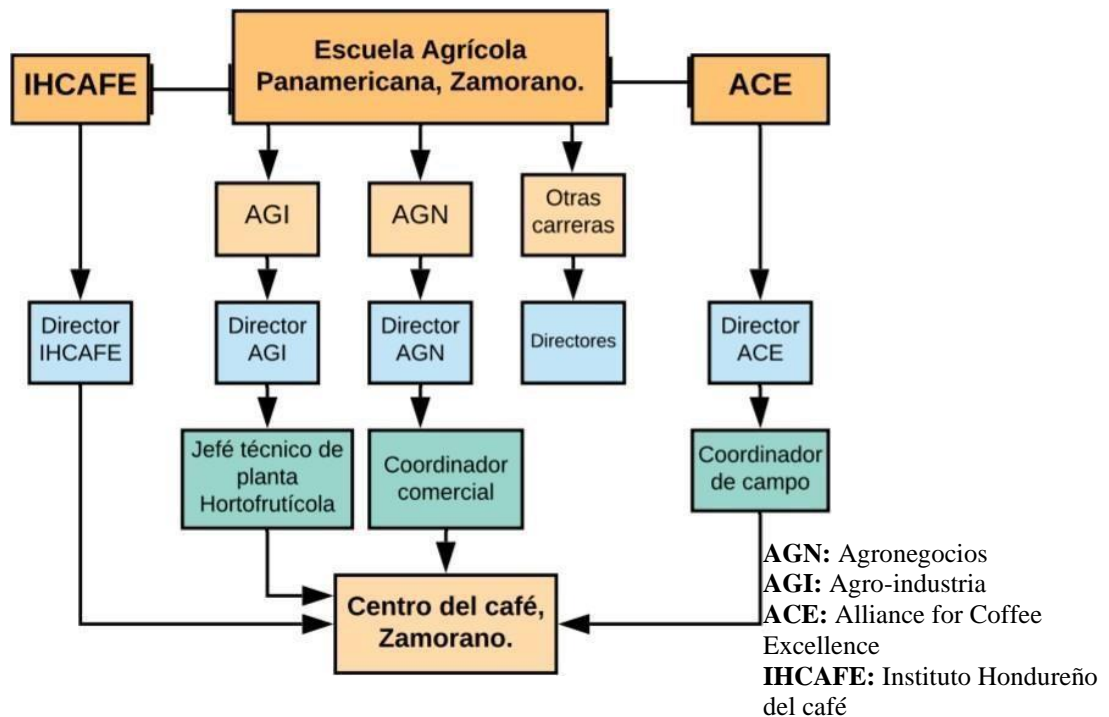 Escuela Agrícola
Panamericana, Zamorano.
IHCAFE
ACE
AGI
AGN
Otras
carreras
Director
IHCAFE
Director
AGI
Director
AGN
Directores
Director
ACE
Jefé técnico de
planta
Hortofrutícola
Coordinador
comercial
Coordinador
de campo
Centro del café,
Zamorano.
AGN: Agronegocios
AGI: Agro-industria
ACE: Alliance for Coffee
Excellence
IHCAFE: Instituto Hondureño
del café